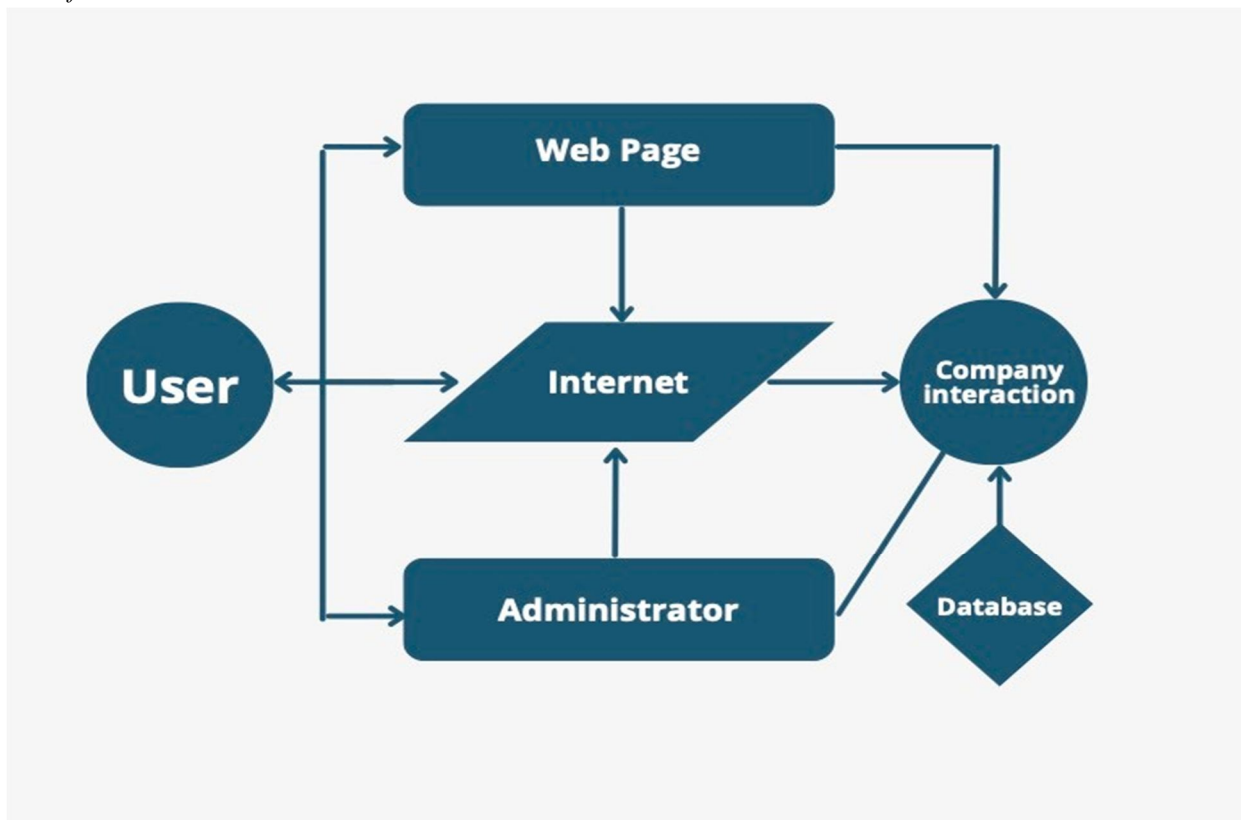 Web Page
User
Internet
Company
interaction
Administrator
Database